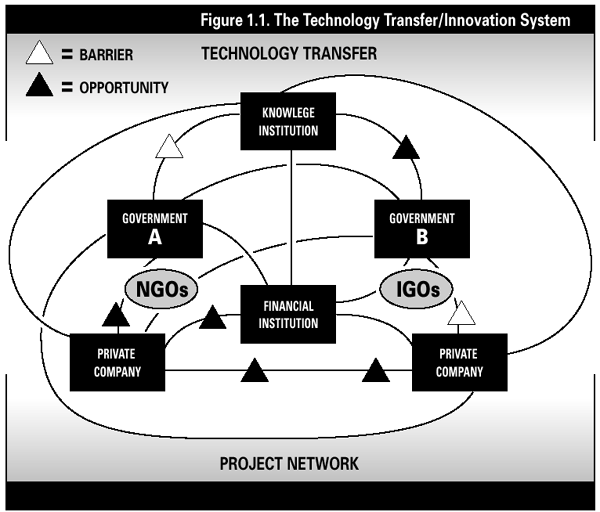 Figure 1.1. The Technology Transfer/Innovation System
= BARRIER
TECHNOLOGY TRANSFER
= OPPORTUNITY
KNOWLEGE
INSTITUTION
GOVERNMENT
A
GOVERNMENT
B
NGOs
IGOs
FINANCIAL
INSTITUTION
PRIVATE
COMPANY
PRIVATE
COMPANY
PROJECT NETWORK